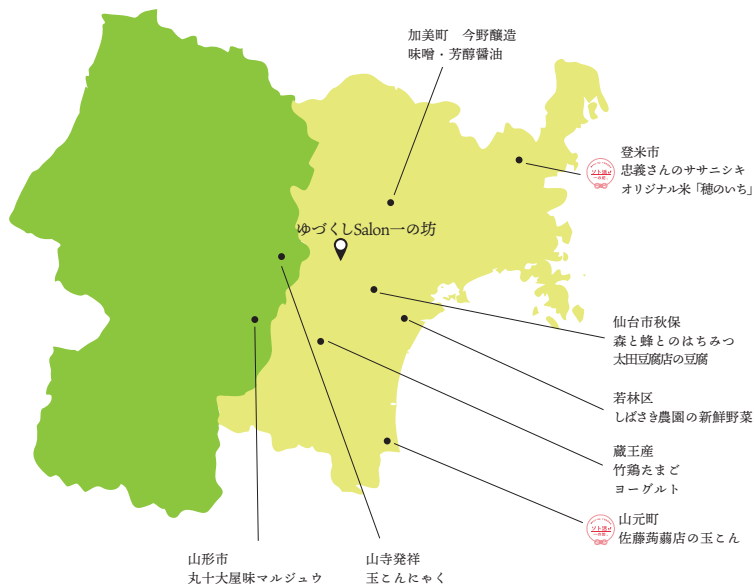 加美町　今野醸造
味噌・芳醇醤油
登米市
忠義さんのササニシキ
オリジナル米「穂のいち」
ゆづくしSalon一の坊
仙台市秋保
森と蜂とのはちみつ
太田豆腐店の豆腐
若林区
しばさき農園の新鮮野菜
蔵王産
竹鶏たまご
ヨーグルト
山元町
佐藤蒟蒻店の玉こん
山形市
丸十大屋味マルジュウ
山寺発祥
玉こんにゃく